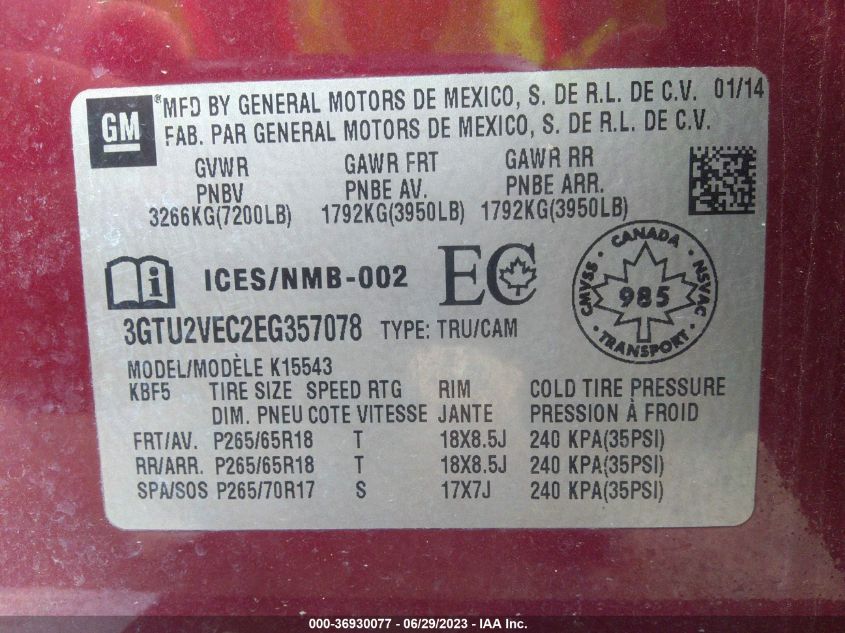 GM
® MFD BY GENERAL MOTORS DE MEXICO, S. DE R.L. DE C.V. 01/14
FAB. PAR GENERAL MOTORS DE MEXICO, S. DE R.L. DE C.V.
GVWR GAWR FRT GAWR RR
PNBV PNBE AV. PNBE ARR.
3266KG(7200LB) 1792KG(3950LB) 1792KG(3950LB)
ICES/NMB-002 EC
CANADA
CMVSS 985 NSVAC
TRANSPORT
3GTU2VEC2EG357078 TYPE: TRU/CAM
MODEL/MODÈLE K15543
KBF5 TIRE SIZE SPEED RTG RIM COLD TIRE PRESSURE
DIM. PNEU COTE VITESSE JANTE PRESSION À FROID
FRT/AV. P265/65R18 T 18X8.5J 240 KPA(35PSI)
RR/ARR. P265/65R18 T 18X8.5J 240 KPA(35PSI)
SPA/SOS P265/70R17 S 17X7J 240 KPA(35PSI)
000-36930077 - 06/29/2023 - IAA Inc.